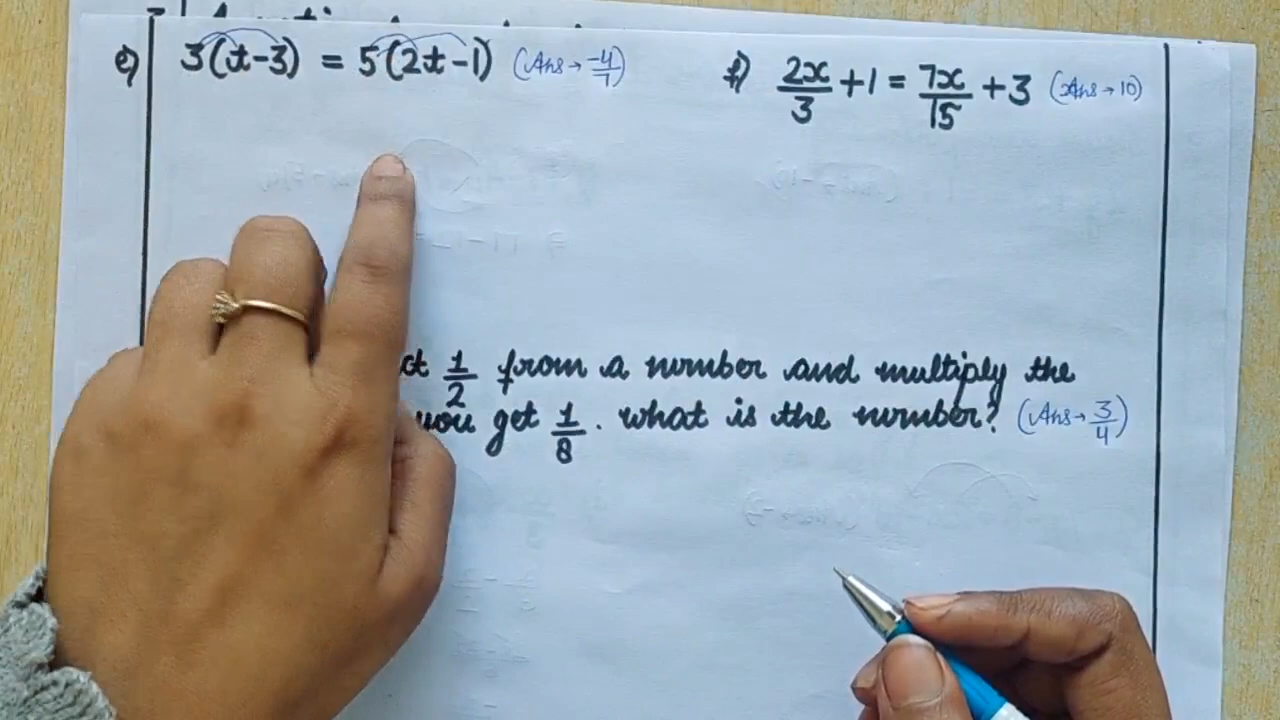 e) 3(t-3) = 5(2t-1) (Ans→ -4/7)
f) 2x/3 +1 = 7x/15 +3 (Ans→ 10)
ct 1/2 from a number and multiply the
you get 1/8. what is the number? (Ans→ 3/4)